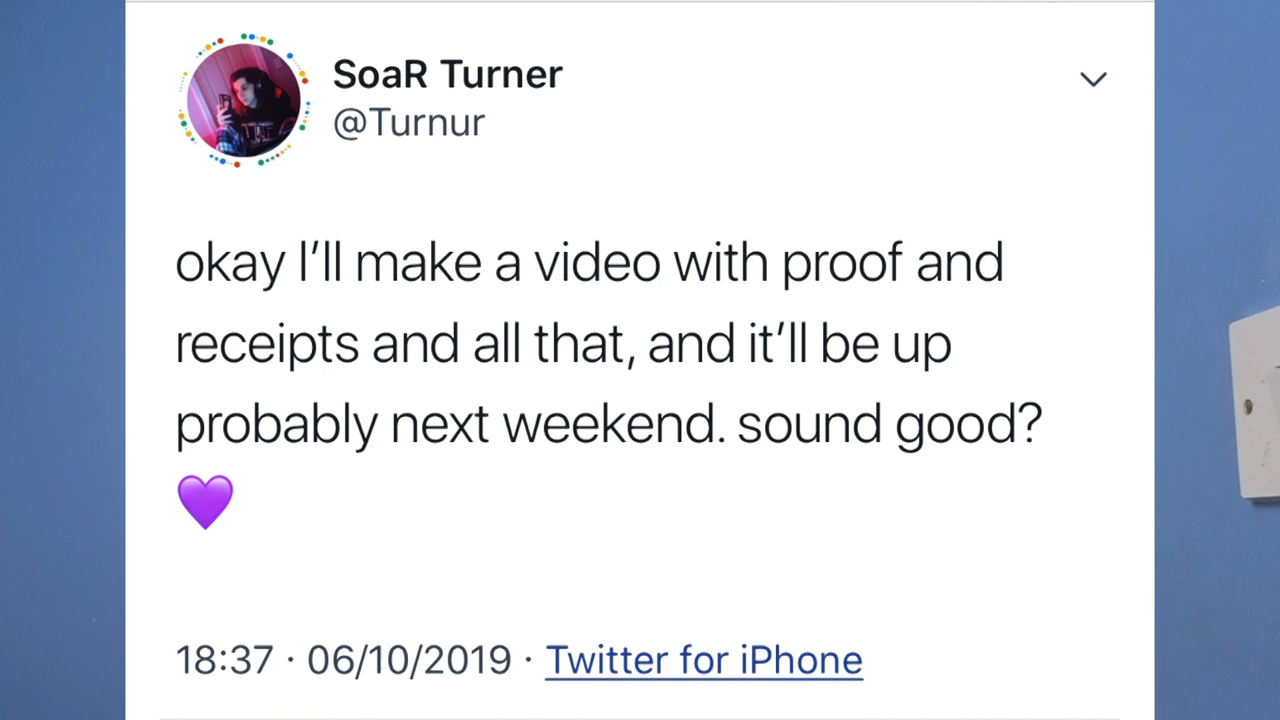 SoaR Turner
@Turnur
okay I'll make a video with proof and
receipts and all that, and it'll be up
probably next weekend. sound good?
💜
18:37 · 06/10/2019 · Twitter for iPhone